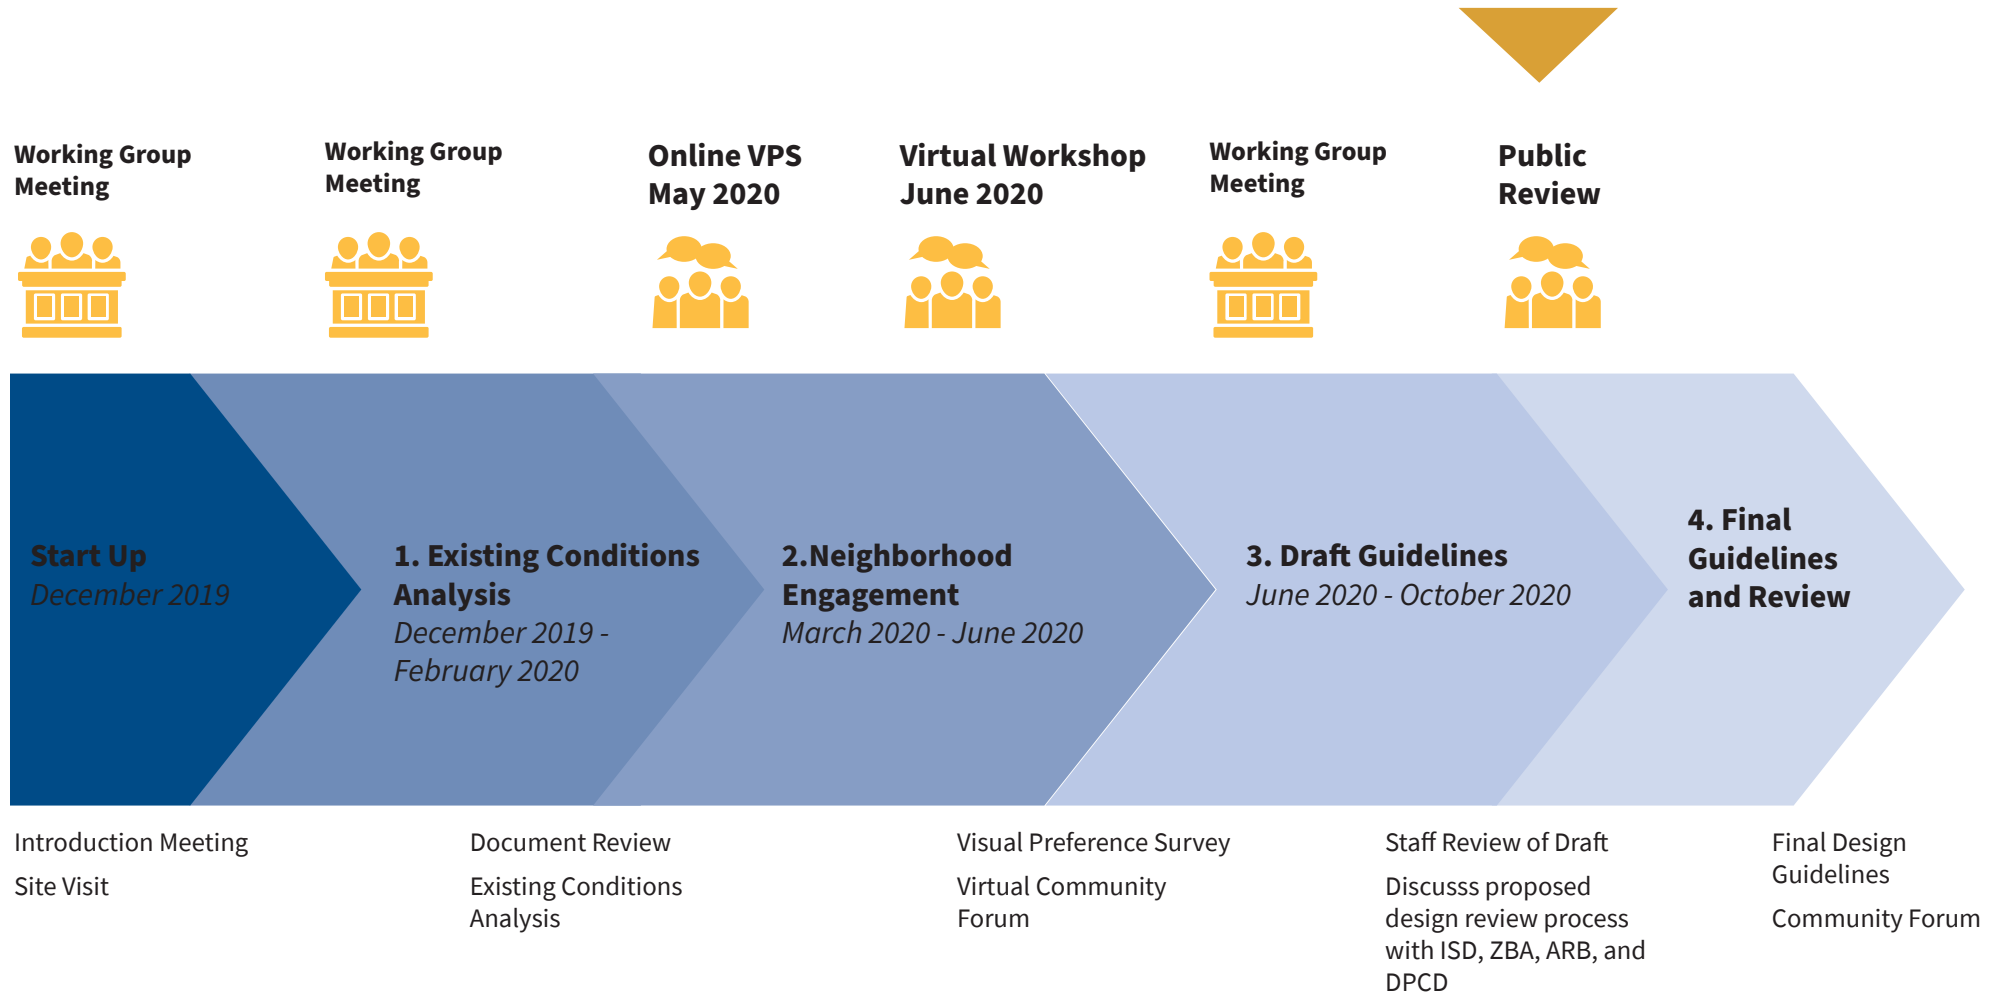 Working Group
Meeting
Working Group
Meeting
Online VPS
May 2020
Virtual Workshop
June 2020
Working Group
Meeting
Public
Review
Start Up
December 2019
1. Existing Conditions
Analysis
December 2019 -
February 2020
2.Neighborhood
Engagement
March 2020 - June 2020
3. Draft Guidelines
June 2020 - October 2020
4. Final
Guidelines
and Review
Introduction Meeting
Site Visit
Document Review
Existing Conditions
Analysis
Visual Preference Survey
Virtual Community
Forum
Staff Review of Draft
Discusss proposed
design review process
with ISD, ZBA, ARB, and
DPCD
Final Design
Guidelines
Community Forum